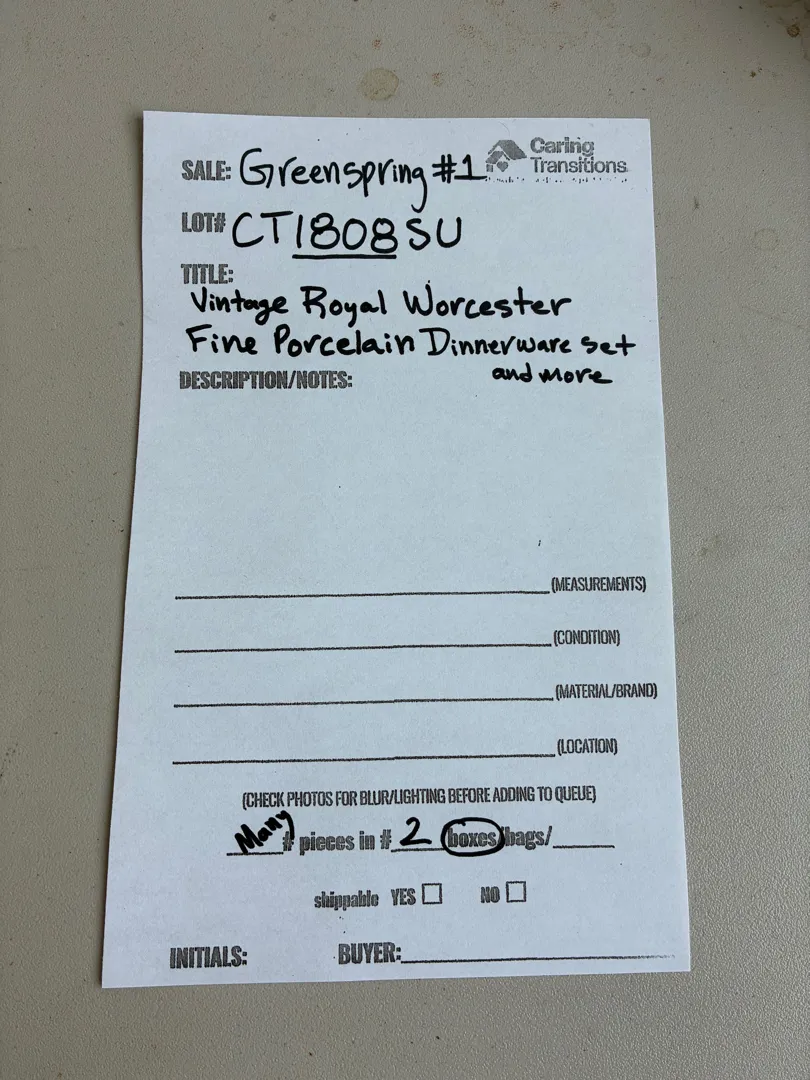 SALE: Greenspring #1 Caring Transitions
LOT# CT1808SU
TITLE:
Vintage Royal Worcester
Fine Porcelain Dinnerware set
and more
DESCRIPTION/NOTES:
(MEASUREMENTS)
(CONDITION)
(MATERIAL/BRAND)
(LOCATION)
(CHECK PHOTOS FOR BLUR/LIGHTING BEFORE ADDING TO QUEUE)
Many # pieces in # 2 boxes/bags/
shippable YES NO
INITIALS: BUYER: